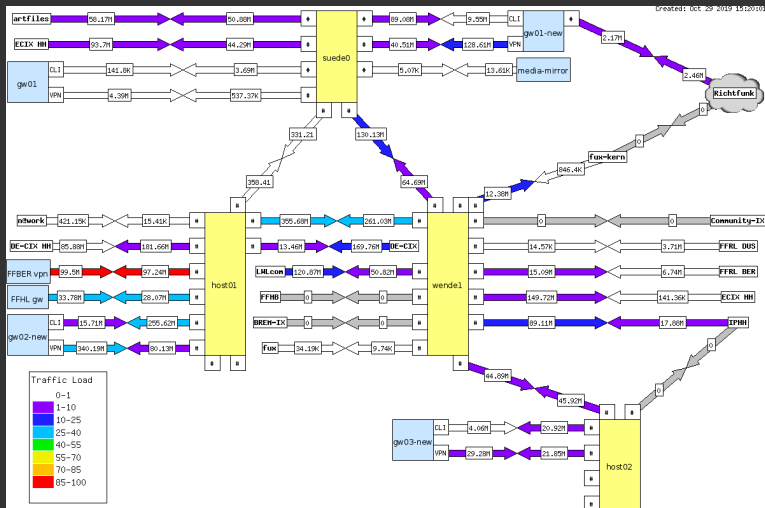 Created: Oct 29 2019 15:20:01
artfiles 58.17M 50.88M # # 89.08M 9.55M CLI #
ECIX HH 93.7M 44.29M # # 40.51M 128.61M VPN
gw01-new
2.17M
suede0
gw01
CLI 141.8K 3.69M # # 5.07K 13.61K media-mirror
VPN 4.39M 537.37K #
2.46M
Richtfunk
# #
0
331.21 130.13M
0
fux-kern
846.4K
358.41 64.69M
12.38M
# # # #
n@work 421.15K 15.41K # # 355.68M 261.03M # # 0 0 Community-IX
DE-CIX HH 85.88M 181.66M # # 13.46M 169.76M DE-CIX # # 14.57K 3.71M FFRL DUS
FFBER vpn 99.5M 97.24M # # LWLcom 120.87M 50.82M # # 15.09M 6.74M FFRL BER
host01
wende1
FFHL gw 33.78M 28.07M # # FFHB 0 0 # # 149.72M 141.36K ECIX HH
gw02-new
CLI 15.71M 255.62M # # BREM-IX 0 0 # # 89.11M 17.88M IPHH
VPN 340.19M 80.13M # # fux 34.19K 9.74K # #
0
# # #
44.89M
0
45.92M
# #
Traffic Load
0-1
1-10
10-25
25-40
40-55
55-70
70-85
85-100
gw03-new
CLI 4.06M 20.92M #
VPN 29.28M 21.85M #
host02
#
#